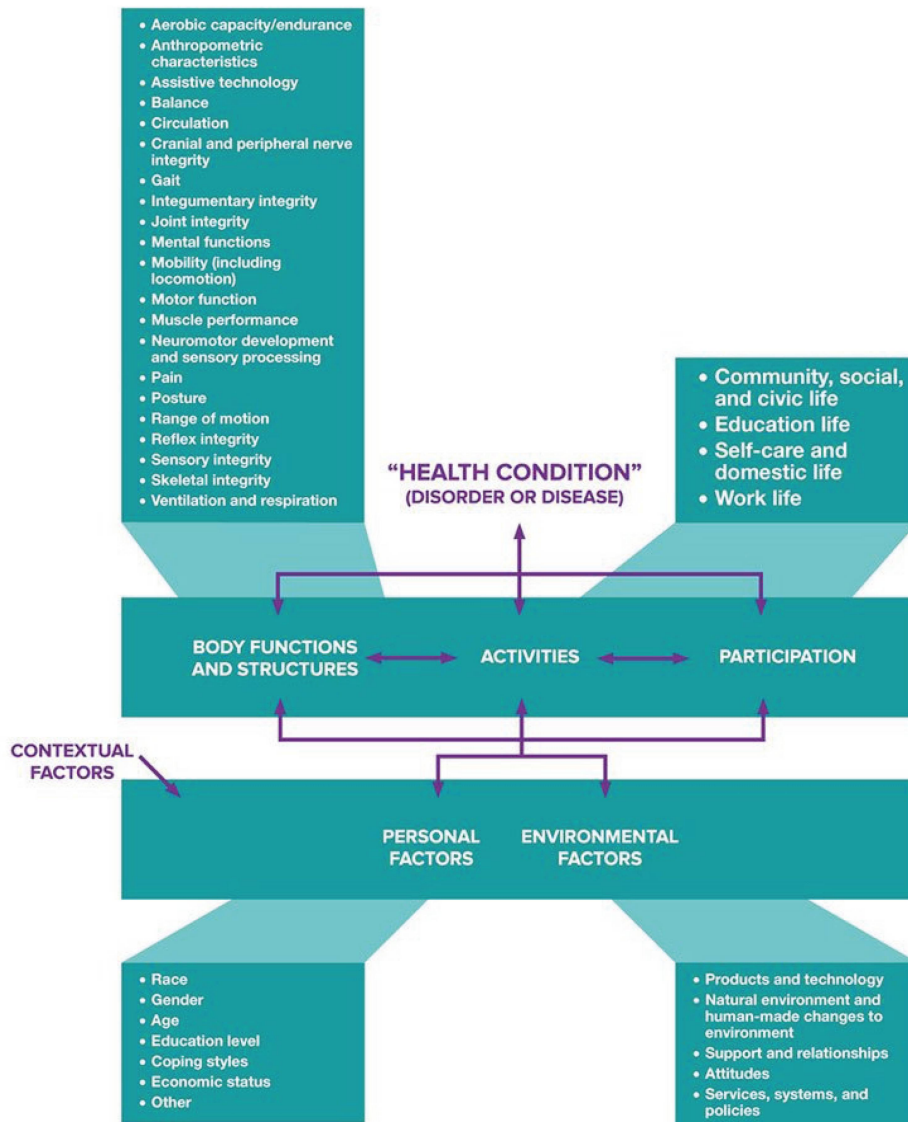 • Aerobic capacity/endurance
• Anthropometric
characteristics
• Assistive technology
• Balance
• Circulation
• Cranial and peripheral nerve
integrity
• Gait
• Integumentary integrity
• Joint integrity
• Mental functions
• Mobility (including
locomotion)
• Motor function
• Muscle performance
• Neuromotor development
and sensory processing
• Pain
• Posture
• Range of motion
• Reflex integrity
• Sensory integrity
• Skeletal integrity
• Ventilation and respiration
• Community, social,
and civic life
• Education life
• Self-care and
domestic life
• Work life
“HEALTH CONDITION”
(DISORDER OR DISEASE)
BODY FUNCTIONS
AND STRUCTURES
ACTIVITIES
PARTICIPATION
CONTEXTUAL
FACTORS
PERSONAL
FACTORS
ENVIRONMENTAL
FACTORS
• Race
• Gender
• Age
• Education level
• Coping styles
• Economic status
• Other
• Products and technology
• Natural environment and
human-made changes to
environment
• Support and relationships
• Attitudes
• Services, systems, and
policies